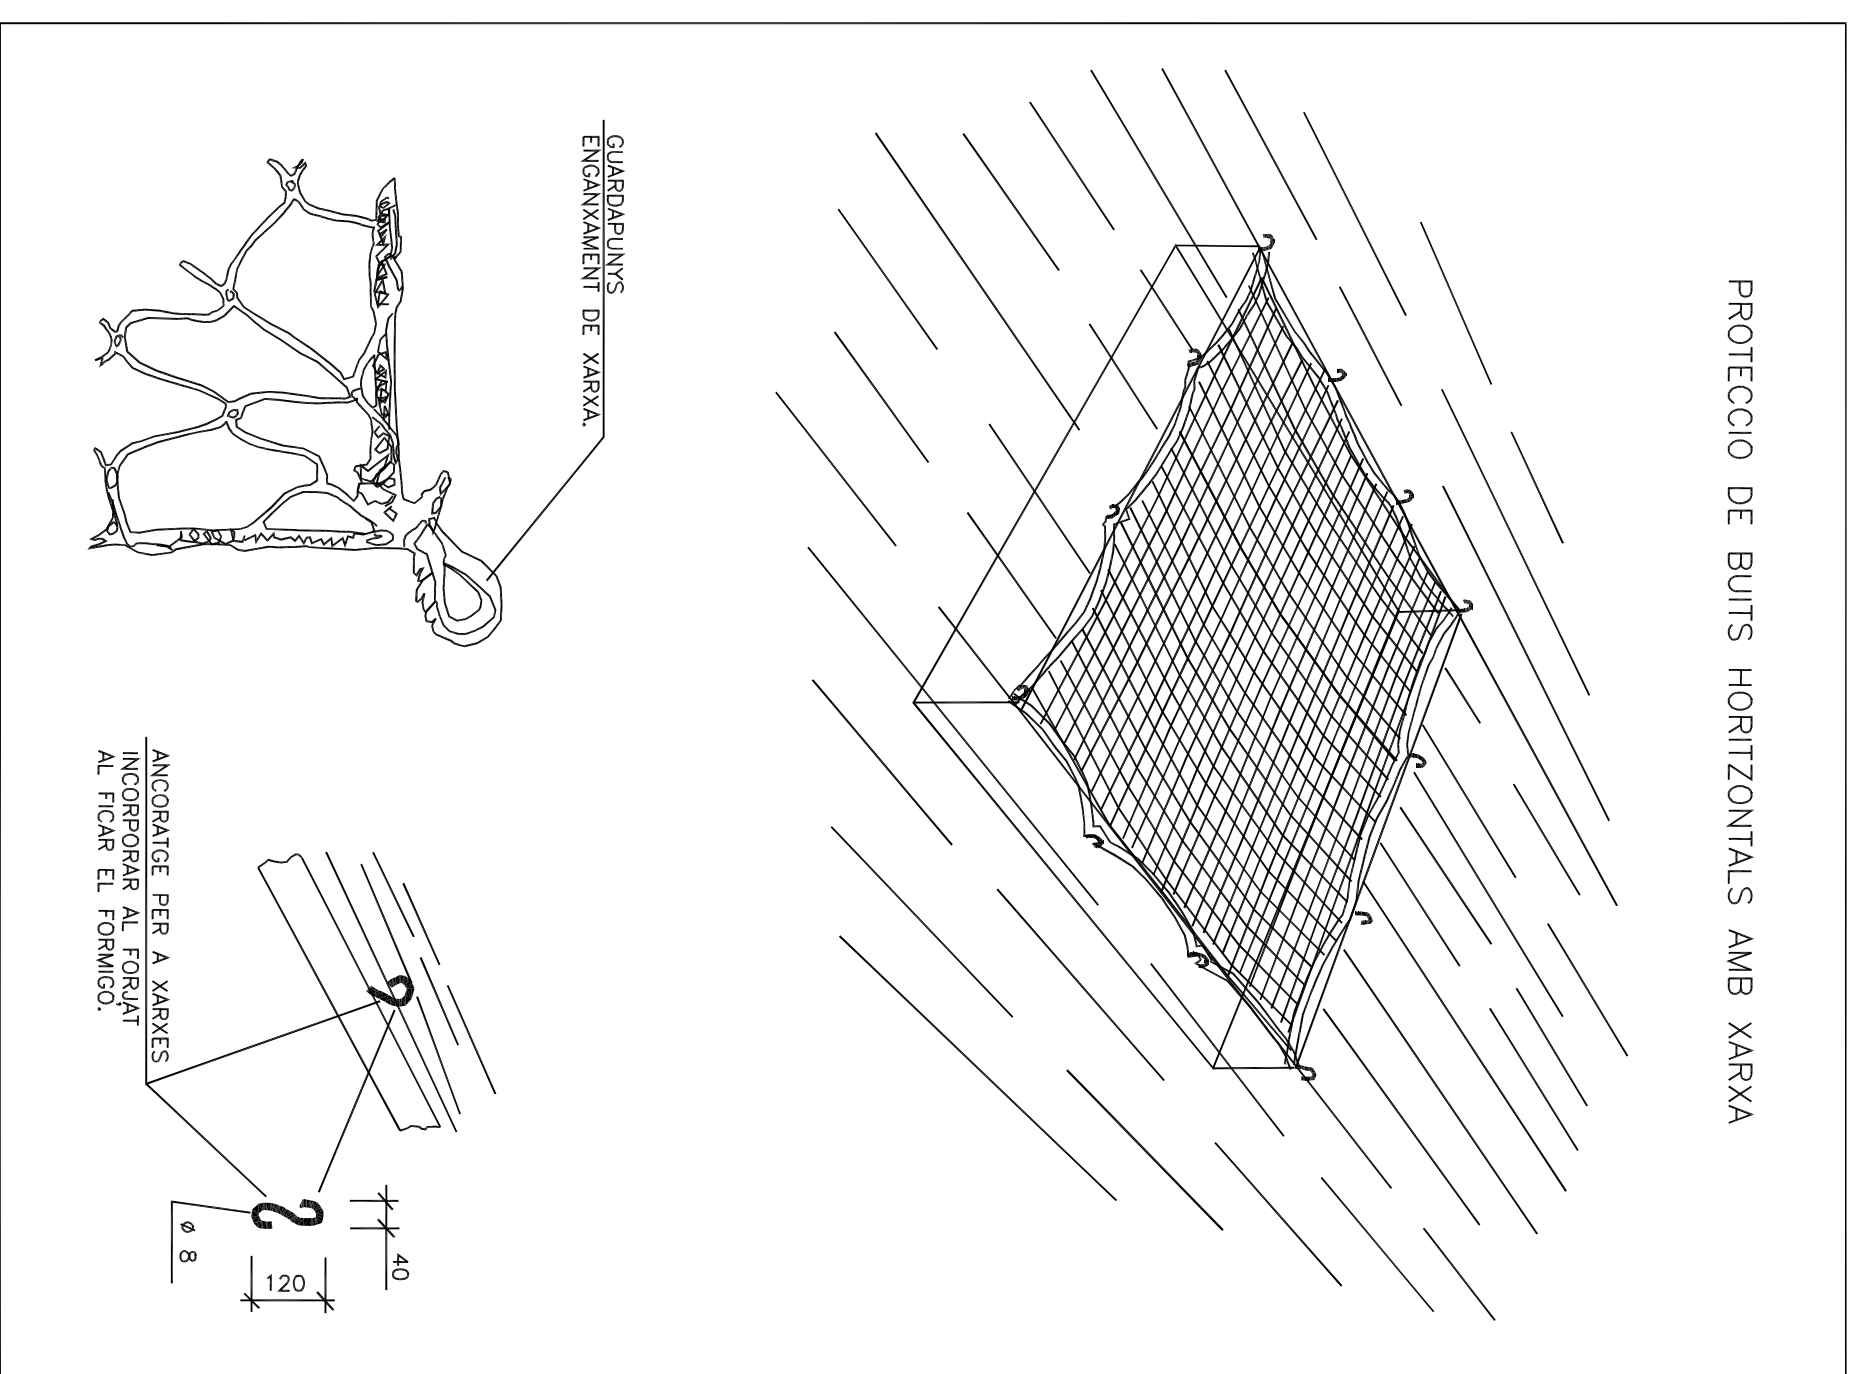 PROTECCIO DE BUITS HORITZONTALS AMB XARXA
GUARDAPUNYS
ENGANXAMENT DE XARXA.
ANCORATGE PER A XARXES
INCORPORAR AL FORJAT
AL FICAR EL FORMIGÓ.
40
120
ø 8